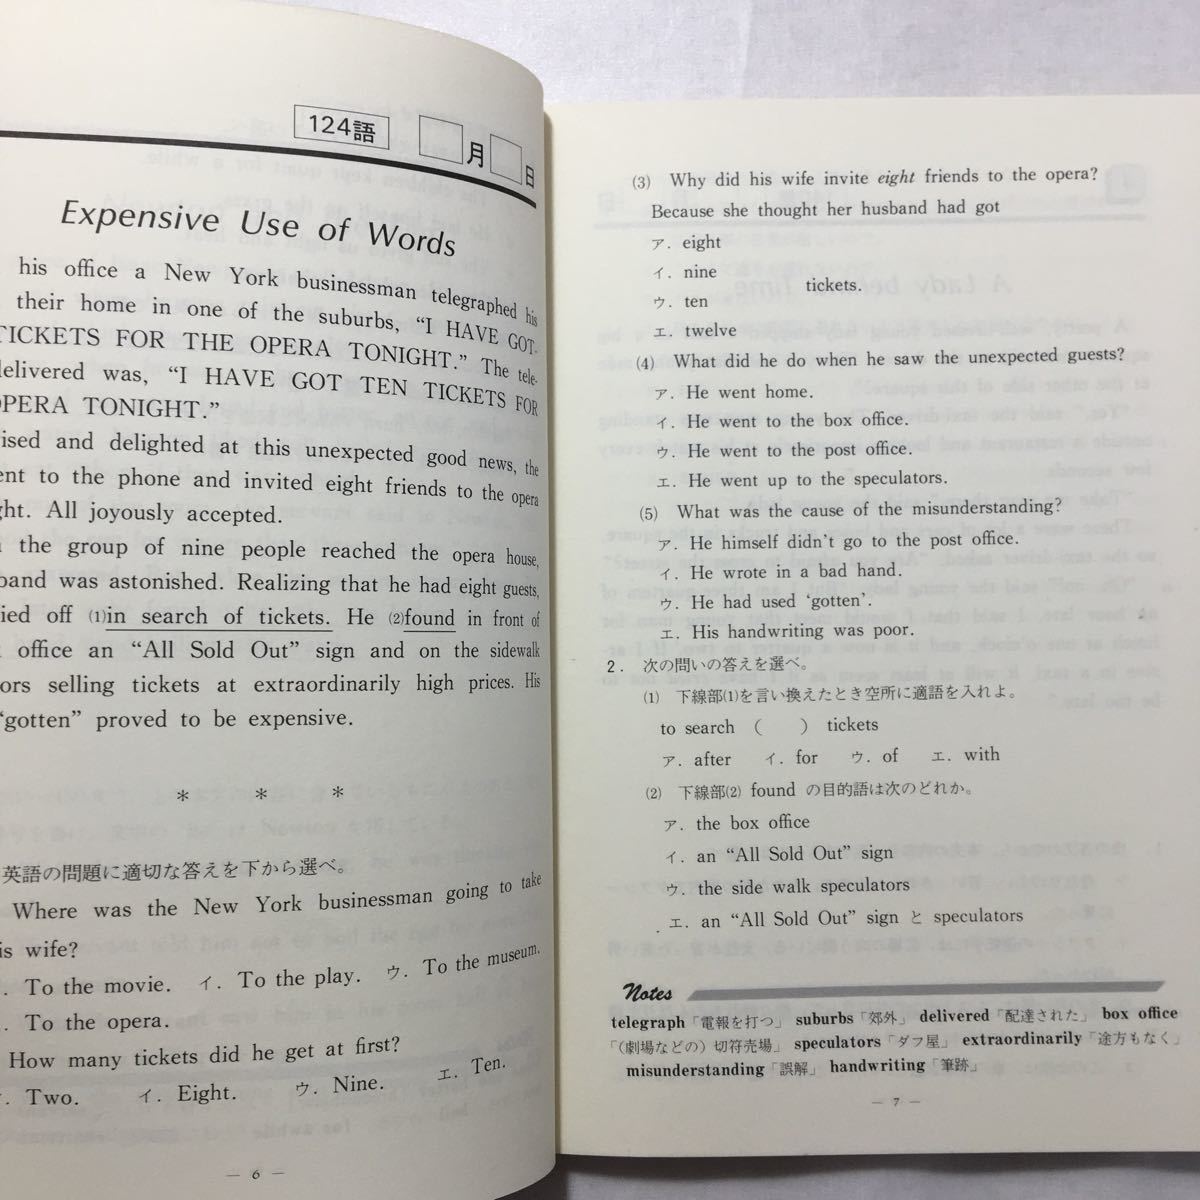 124語 月 日
Expensive Use of Words
his office a New York businessman telegraphed his
their home in one of the suburbs, “I HAVE GOT-
TICKETS FOR THE OPERA TONIGHT.” The tele-
delivered was, “I HAVE GOT TEN TICKETS FOR
OPERA TONIGHT.”
ised and delighted at this unexpected good news, the
ent to the phone and invited eight friends to the opera
ght. All joyously accepted.
the group of nine people reached the opera house,
band was astonished. Realizing that he had eight guests,
ied off (1)in search of tickets. He (2)found in front of
office an “All Sold Out” sign and on the sidewalk
ors selling tickets at extraordinarily high prices. His
“gotten” proved to be expensive.
* * *
英語の問題に適切な答えを下から選べ。
Where was the New York businessman going to take
is wife?
. To the movie. イ. To the play. ウ. To the museum.
. To the opera.
How many tickets did he get at first?
. Two. イ. Eight. ウ. Nine. エ. Ten.
— 6 —
(3) Why did his wife invite eight friends to the opera?
Because she thought her husband had got
ア. eight
イ. nine
tickets.
ウ. ten
エ. twelve
(4) What did he do when he saw the unexpected guests?
ア. He went home.
イ. He went to the box office.
ウ. He went to the post office.
エ. He went up to the speculators.
(5) What was the cause of the misunderstanding?
ア. He himself didn't go to the post office.
イ. He wrote in a bad hand.
ウ. He had used ‘gotten’.
エ. His handwriting was poor.
2. 次の問いの答えを選べ。
(1) 下線部(1)を言い換えたとき空所に適語を入れよ。
to search ( ) tickets
ア. after イ. for ウ. of エ. with
(2) 下線部(2) found の目的語は次のどれか。
ア. the box office
イ. an “All Sold Out” sign
ウ. the side walk speculators
エ. an “All Sold Out” sign と speculators
Notes
telegraph「電報を打つ」 suburbs「郊外」 delivered「配達された」 box office
「(劇場などの) 切符売場」 speculators「ダフ屋」 extraordinarily「途方もなく」
misunderstanding「誤解」 handwriting「筆跡」
— 7 —